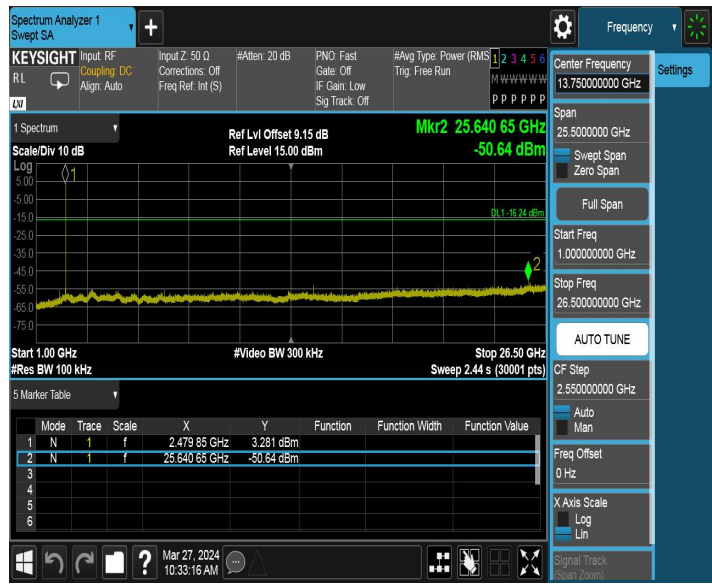 Spectrum Analyzer 1
Swept SA
+
Frequency
KEYSIGHT
RL
LXI
Input: RF
Coupling: DC
Align: Auto
Input Z: 50 Ω
Corrections: Off
Freq Ref: Int (S)
#Atten: 20 dB
PNO: Fast
Gate: Off
IF Gain: Low
Sig Track: Off
#Avg Type: Power (RMS
Trig: Free Run
1 2 3 4 5 6
M W W W W W
P P P P P P
Settings
1 Spectrum
Scale/Div 10 dB
Ref Lvl Offset 9.15 dB
Ref Level 15.00 dBm
Mkr2 25.640 65 GHz
-50.64 dBm
Log
5.00
-5.00
-15.0
-25.0
-35.0
-45.0
-55.0
-65.0
-75.0
1
DL1 -16.24 dBm
2
Start 1.00 GHz
#Res BW 100 kHz
#Video BW 300 kHz
Stop 26.50 GHz
Sweep 2.44 s (30001 pts)
5 Marker Table
Mode Trace Scale X Y Function Function Width Function Value
1 N 1 f 2.479 85 GHz 3.281 dBm
2 N 1 f 25.640 65 GHz -50.64 dBm
3
4
5
6
Center Frequency
13.750000000 GHz
Span
25.5000000 GHz
Swept Span
Zero Span
Full Span
Start Freq
1.000000000 GHz
Stop Freq
26.500000000 GHz
AUTO TUNE
CF Step
2.550000000 GHz
Auto
Man
Freq Offset
0 Hz
X Axis Scale
Log
Lin
Signal Track
(Span Zoom)
?
Mar 27, 2024
10:33:16 AM